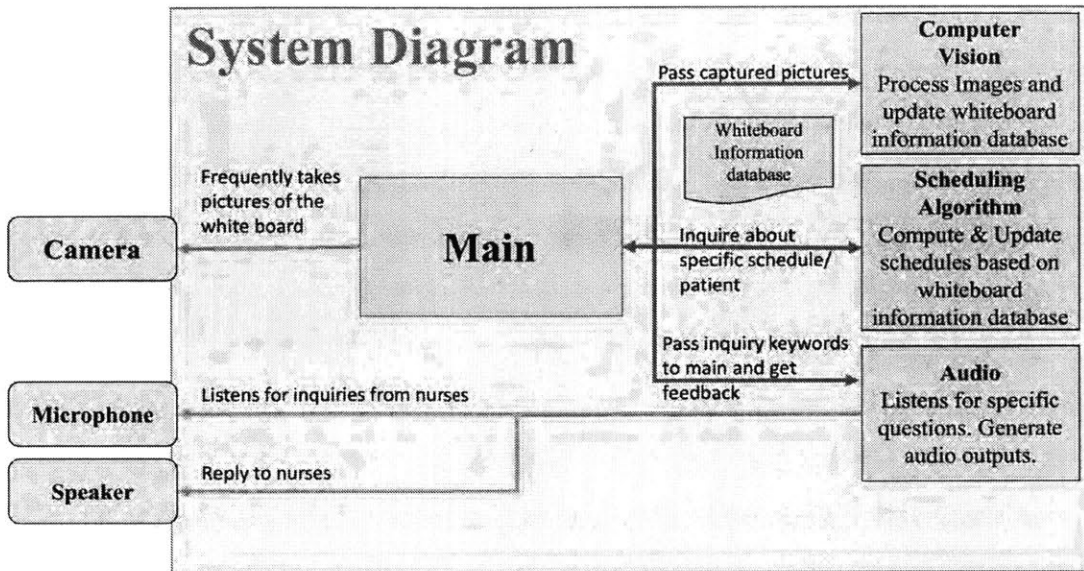 System Diagram
Computer
Vision
Process Images and
update whiteboard
information database
Pass captured pictures
Whiteboard
Information
database
Frequently takes
pictures of the
white board
Camera
Main
Inquire about
specific schedule/
patient
Scheduling
Algorithm
Compute & Update
schedules based on
whiteboard
information database
Pass inquiry keywords
to main and get
feedback
Audio
Listens for specific
questions. Generate
audio outputs.
Microphone
Listens for inquiries from nurses
Speaker
Reply to nurses